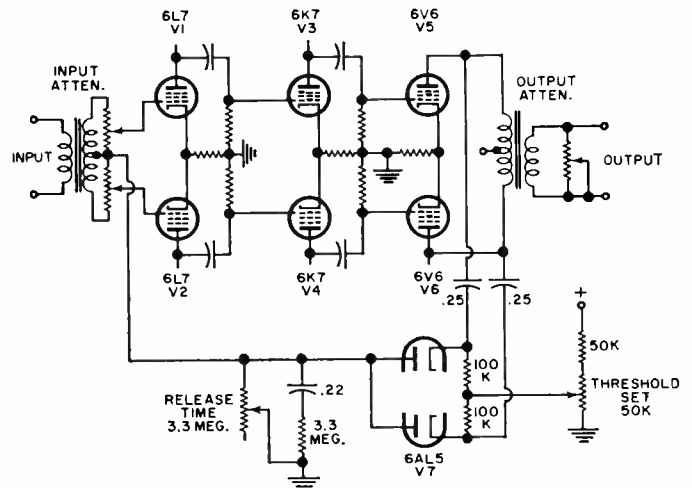 6L7
V1
6K7
V3
6V6
V5
INPUT
ATTEN.
OUTPUT
ATTEN.
INPUT
OUTPUT
6L7
V2
6K7
V4
6V6
V6
.25
.25
+
50K
100
K
THRESHOLD
SET
50K
100
K
RELEASE
TIME
3.3 MEG.
.22
3.3
MEG.
6AL5
V7